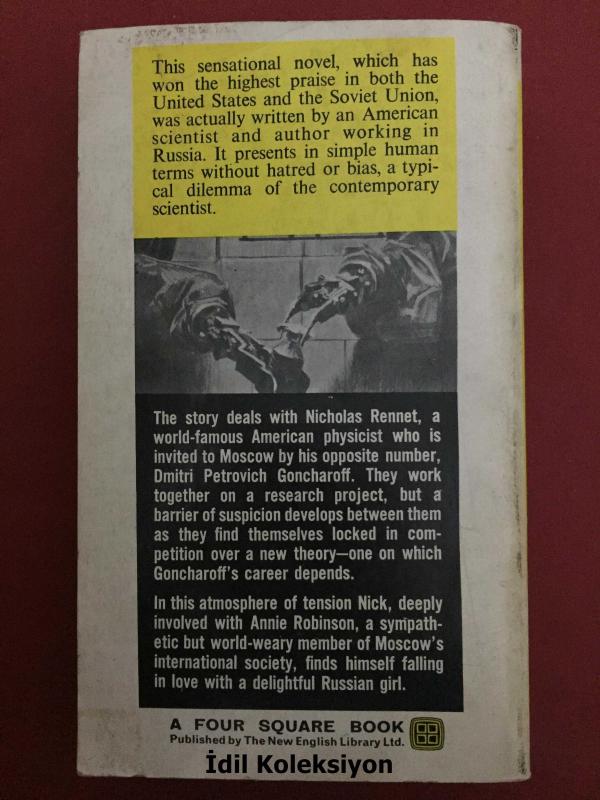 This sensational novel, which has
won the highest praise in both the
United States and the Soviet Union,
was actually written by an American
scientist and author working in
Russia. It presents in simple human
terms without hatred or bias, a typi-
cal dilemma of the contemporary
scientist.
The story deals with Nicholas Rennet, a
world-famous American physicist who is
invited to Moscow by his opposite number,
Dmitri Petrovich Goncharoff. They work
together on a research project, but a
barrier of suspicion develops between them
as they find themselves locked in com-
petition over a new theory—one on which
Goncharoff's career depends.
In this atmosphere of tension Nick, deeply
involved with Annie Robinson, a sympath-
etic but world-weary member of Moscow's
international society, finds himself falling
in love with a delightful Russian girl.
A FOUR SQUARE BOOK
Published by The New English Library Ltd.
İdil Koleksiyon